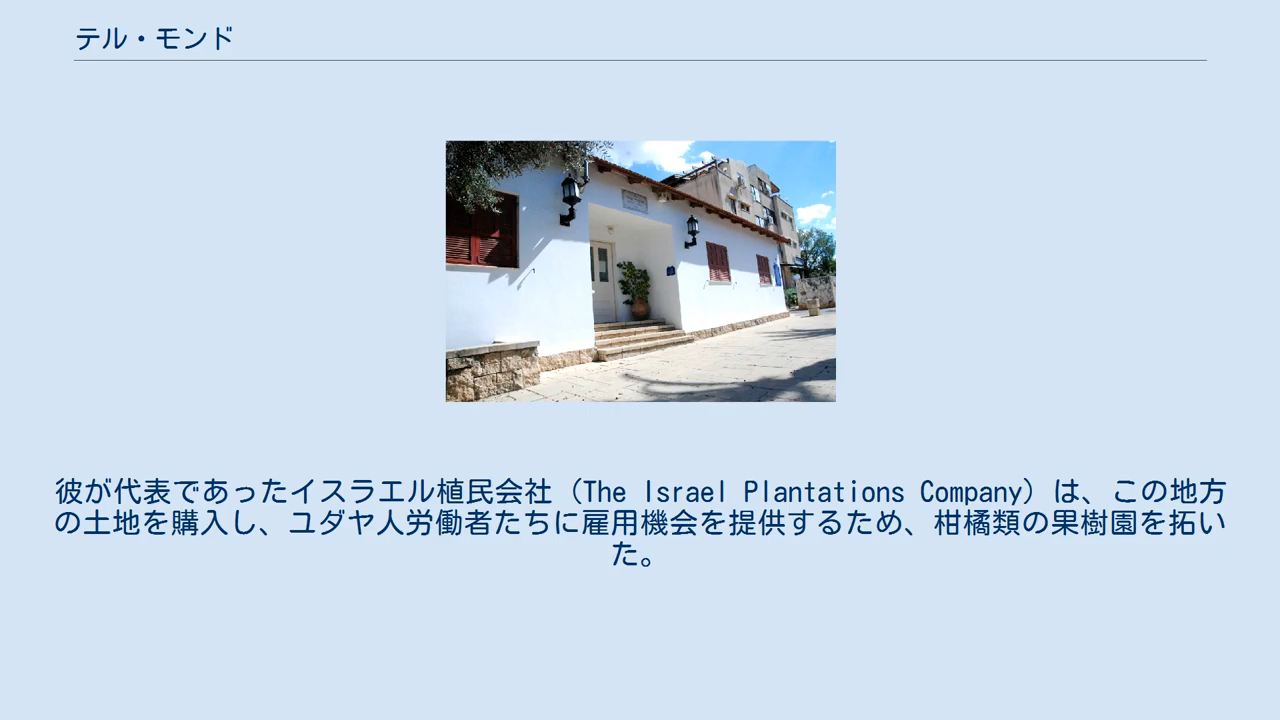 テル・モンド
彼が代表であったイスラエル植民会社（The Israel Plantations Company）は、この地方
の土地を購入し、ユダヤ人労働者たちに雇用機会を提供するため、柑橘類の果樹園を拓い
た。